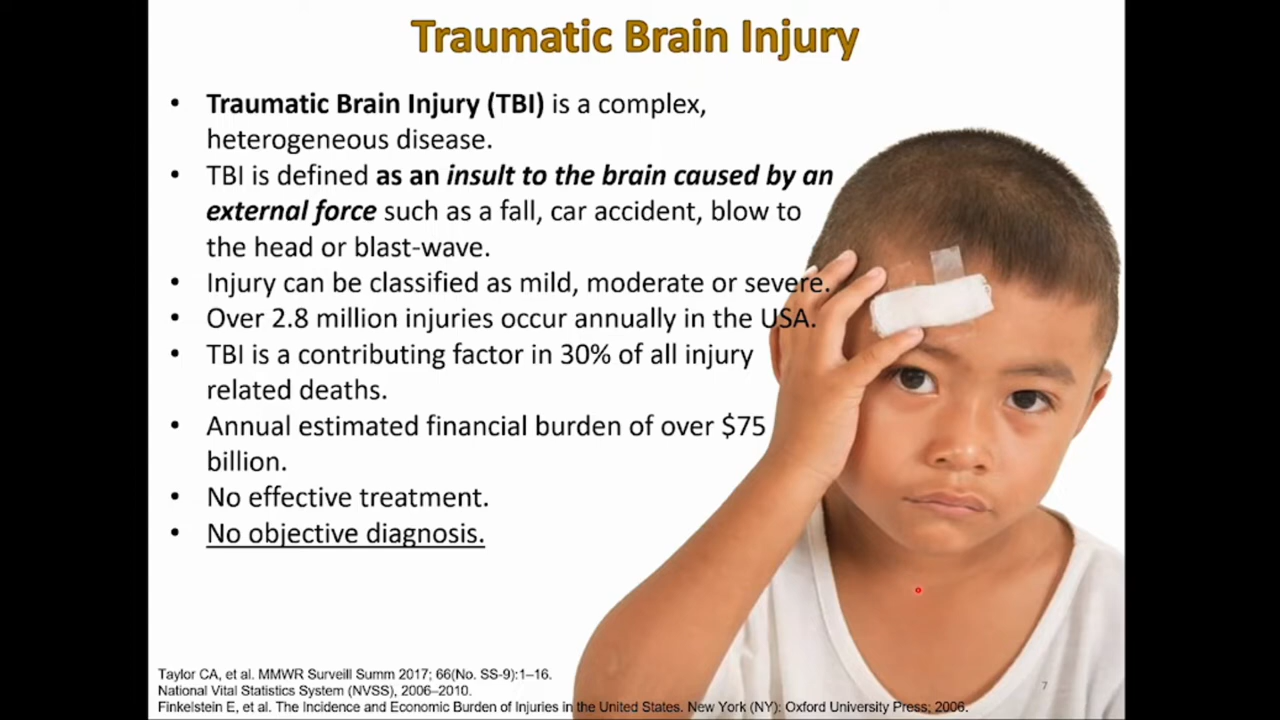 Traumatic Brain Injury
• Traumatic Brain Injury (TBI) is a complex,
heterogeneous disease.
• TBI is defined as an insult to the brain caused by an
external force such as a fall, car accident, blow to
the head or blast-wave.
• Injury can be classified as mild, moderate or severe.
• Over 2.8 million injuries occur annually in the USA.
• TBI is a contributing factor in 30% of all injury
related deaths.
• Annual estimated financial burden of over $75
billion.
• No effective treatment.
• No objective diagnosis.
Taylor CA, et al. MMWR Surveill Summ 2017; 66(No. SS-9):1–16.
National Vital Statistics System (NVSS), 2006–2010.
Finkelstein E, et al. The Incidence and Economic Burden of Injuries in the United States. New York (NY): Oxford University Press; 2006.
7